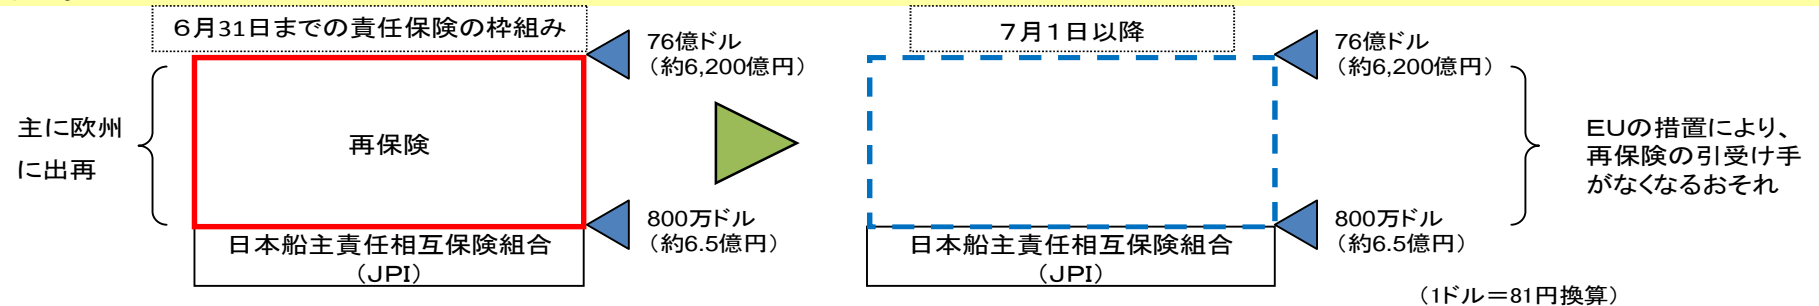 6月31日までの責任保険の枠組み
76億ドル
(約6,200億円)
主に欧州
に出再
再保険
800万ドル
(約6.5億円)
日本船主責任相互保険組合
(JPI)
7月1日以降
76億ドル
(約6,200億円)
EUの措置により、
再保険の引受け手
がなくなるおそれ
800万ドル
(約6.5億円)
日本船主責任相互保険組合
(JPI)
(1ドル=81円換算)